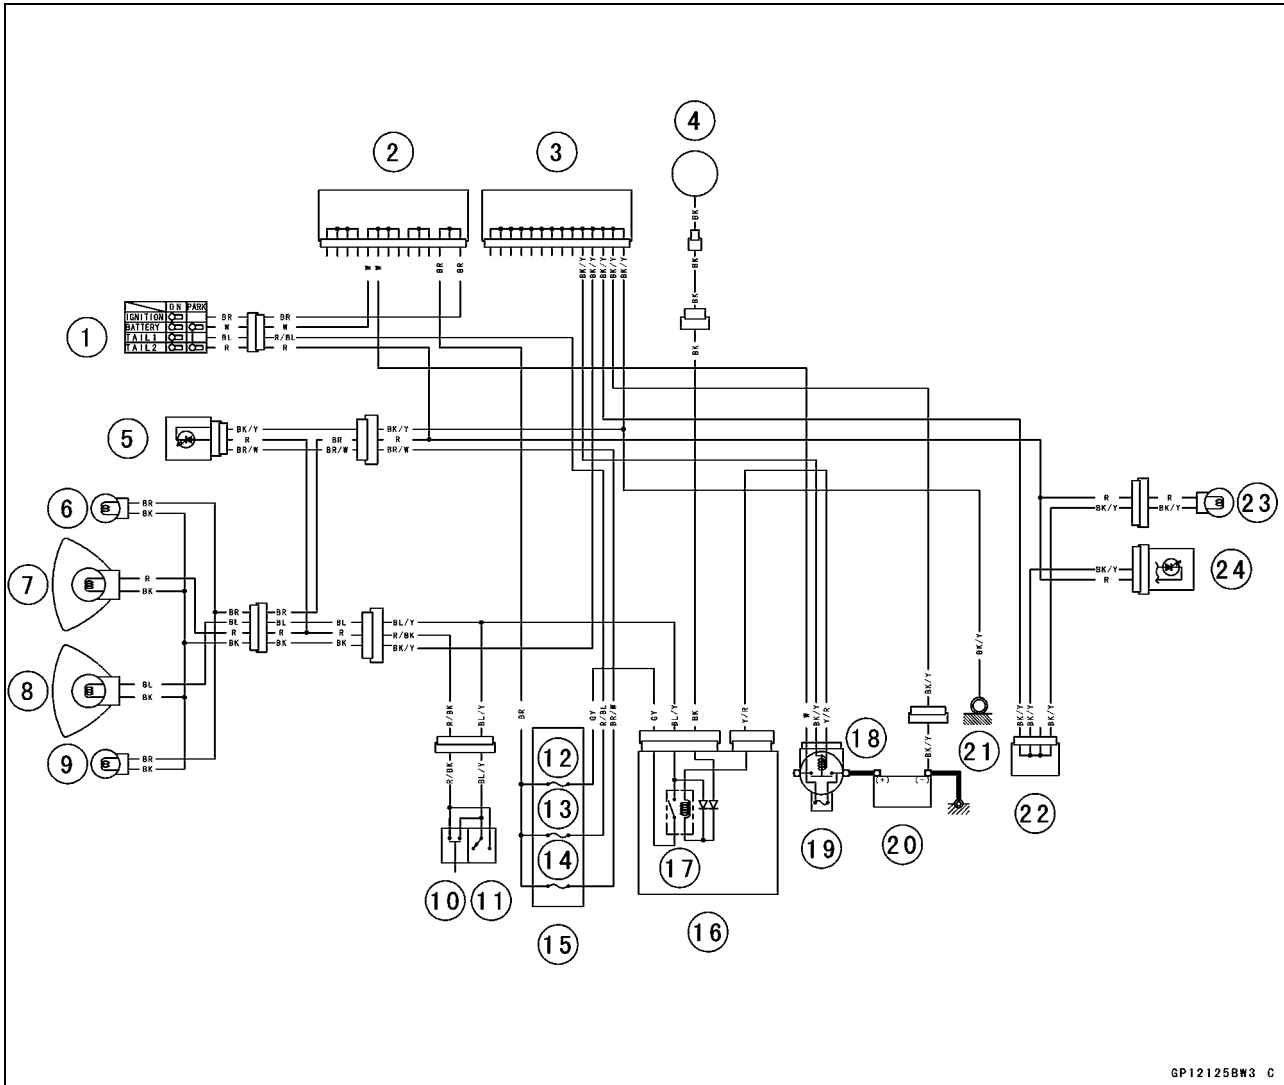 4
2
3
BK
BK
BK
W
W
BR
BR
BK/Y
BK/Y
BK/Y
BK/Y
BK/Y
ON PARK
IGNITION
BATTERY
TAIL1
TAIL2
1
BR
W
BL
R
BR
W
R/BL
R
5
BK/Y
R
BR/W
BR
BR/W
BK/Y
R
BR/W
6
BR
BK
7
R
BK
BR
BL
R
BK
BR
BL
R
BK
BL
R
BK
BL/Y
R/BK
BK/Y
8
BL
BK
9
BR
BK
R
BK/Y
R
BK/Y
23
BK/Y
R
24
BK/Y
R/BK
BL/Y
BR
GY
R/BL
BR/W
GY
BL/Y
BK
Y/R
W
BK/Y
Y/R
BK/Y
BK/Y
BK/Y
BK/Y
BK/Y
R/BK
BL/Y
18
21
12
13
14
(+)
(-)
10
11
15
17
16
19
20
22
GP12125BW3 C